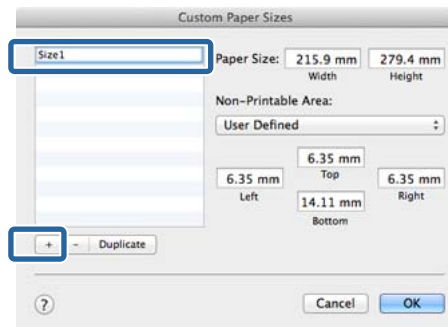 Custom Paper Sizes
Size1
Paper Size: 215.9 mm 279.4 mm
Width Height
Non-Printable Area:
User Defined
6.35 mm
Top
6.35 mm 6.35 mm
Left Right
14.11 mm
Bottom
+ - Duplicate
? Cancel OK